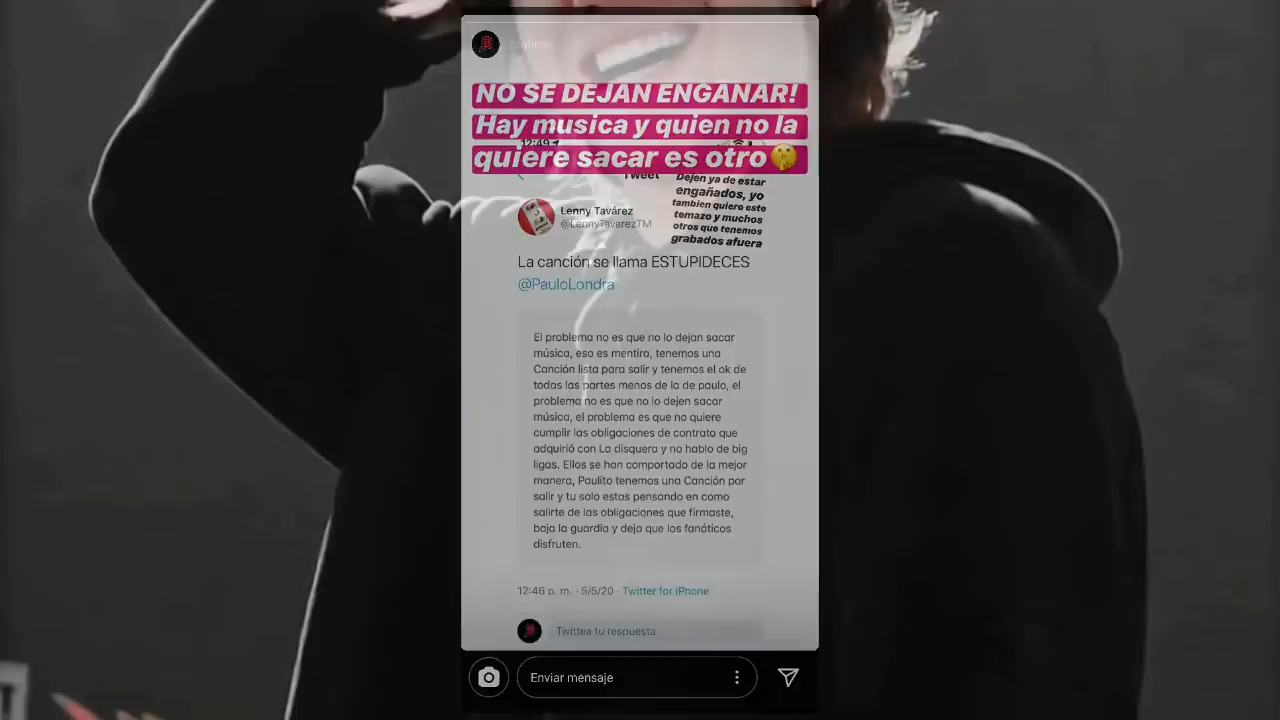 NO SE DEJAN ENGANAR!
Hay musica y quien no la
quiere sacar es otro🤫
12:49
Tweet
Dejen ya de estar
engañados, yo
tambien quiero este
temazo y muchos
otros que tenemos
grabados afuera
Lenny Tavárez
@LennyTavarezTM
La canción se llama ESTUPIDECES
@PauloLondra
El problema no es que no lo dejan sacar
música, eso es mentira, tenemos una
Canción lista para salir y tenemos el ok de
todas las partes menos de la de paulo, el
problema no es que no lo dejen sacar
música, el problema es que no quiere
cumplir las obligaciones de contrato que
adquirió con La disquera y no hablo de big
ligas. Ellos se han comportado de la mejor
manera, Paulito tenemos una Canción por
salir y tu solo estas pensando en como
salirte de las obligaciones que firmaste,
baja la guardia y deja que los fanáticos
disfruten.
12:46 p. m. · 5/5/20 · Twitter for iPhone
Twittea tu respuesta
Enviar mensaje